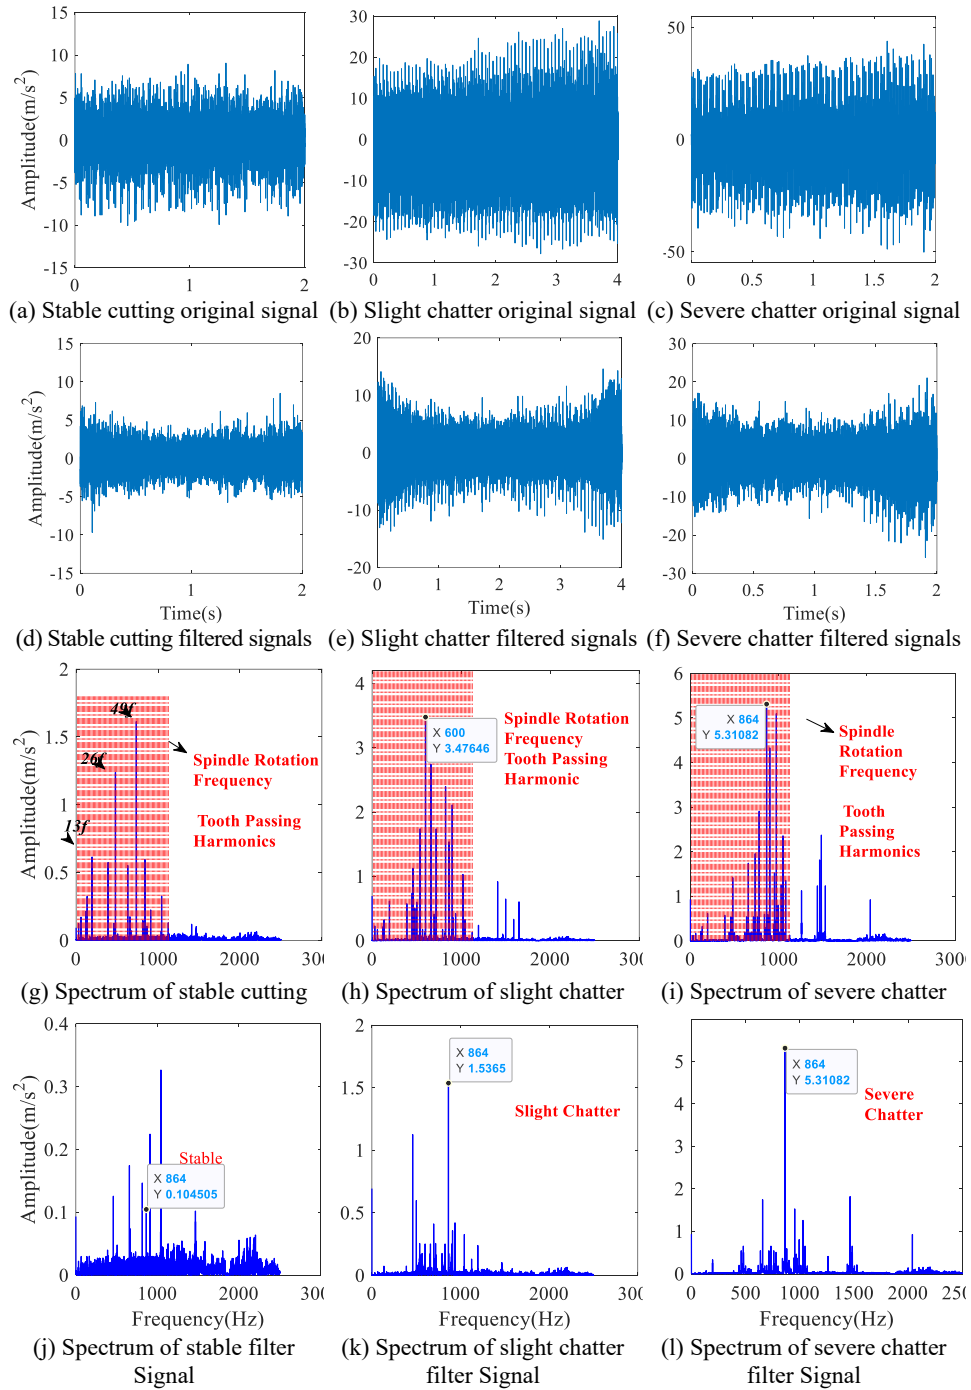 15
10
5
0
-5
-10
-15
Amplitude(m/s2)
0
1
2
(a) Stable cutting original signal
30
20
10
0
-10
-20
-30
0
1
2
3
4
(b) Slight chatter original signal
50
0
-50
0
0.5
1
1.5
2
(c) Severe chatter original signal
15
10
5
0
-5
-10
-15
Amplitude(m/s2)
0
1
2
Time(s)
(d) Stable cutting filtered signals
20
10
0
-10
-20
0
1
2
3
4
(e) Slight chatter filtered signals
30
20
10
0
-10
-20
-30
0
0.5
1
1.5
2
Time(s)
(f) Severe chatter filtered signals
2
1.5
1
0.5
0
Amplitude(m/s2)
49f
26f
13f
Spindle Rotation
Frequency
Tooth Passing
Harmonics
0
1000
2000
3000
(g) Spectrum of stable cutting
4
3
2
1
0
X 600
Y 3.47646
Spindle Rotation
Frequency
Tooth Passing
Harmonic
0
1000
2000
300
(h) Spectrum of slight chatter
6
5
4
3
2
1
0
X 864
Y 5.31082
Spindle
Rotation
Frequency
Tooth
Passing
Harmonics
0
1000
2000
3000
(i) Spectrum of severe chatter
0.4
0.3
0.2
0.1
0
Amplitude(m/s2)
Stable
X 864
Y 0.104505
0
1000
2000
3000
Frequency(Hz)
(j) Spectrum of stable filter
Signal
2
1.5
1
0.5
0
X 864
Y 1.5365
Slight Chatter
0
1000
2000
300
(k) Spectrum of slight chatter
filter Signal
5
4
3
2
1
0
X 864
Y 5.31082
Severe
Chatter
0
500
1000
1500
2000
2500
Frequency(Hz)
(l) Spectrum of severe chatter
filter Signal